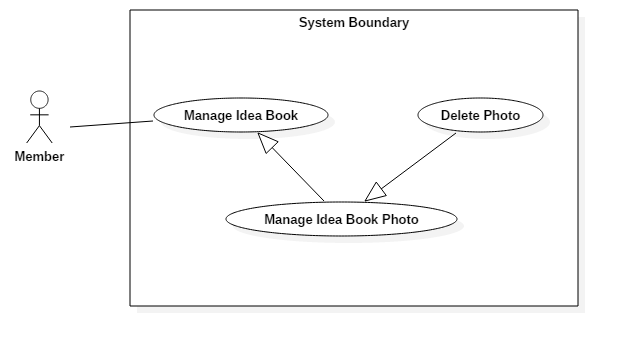 System Boundary
Manage Idea Book
Delete Photo
Member
Manage Idea Book Photo